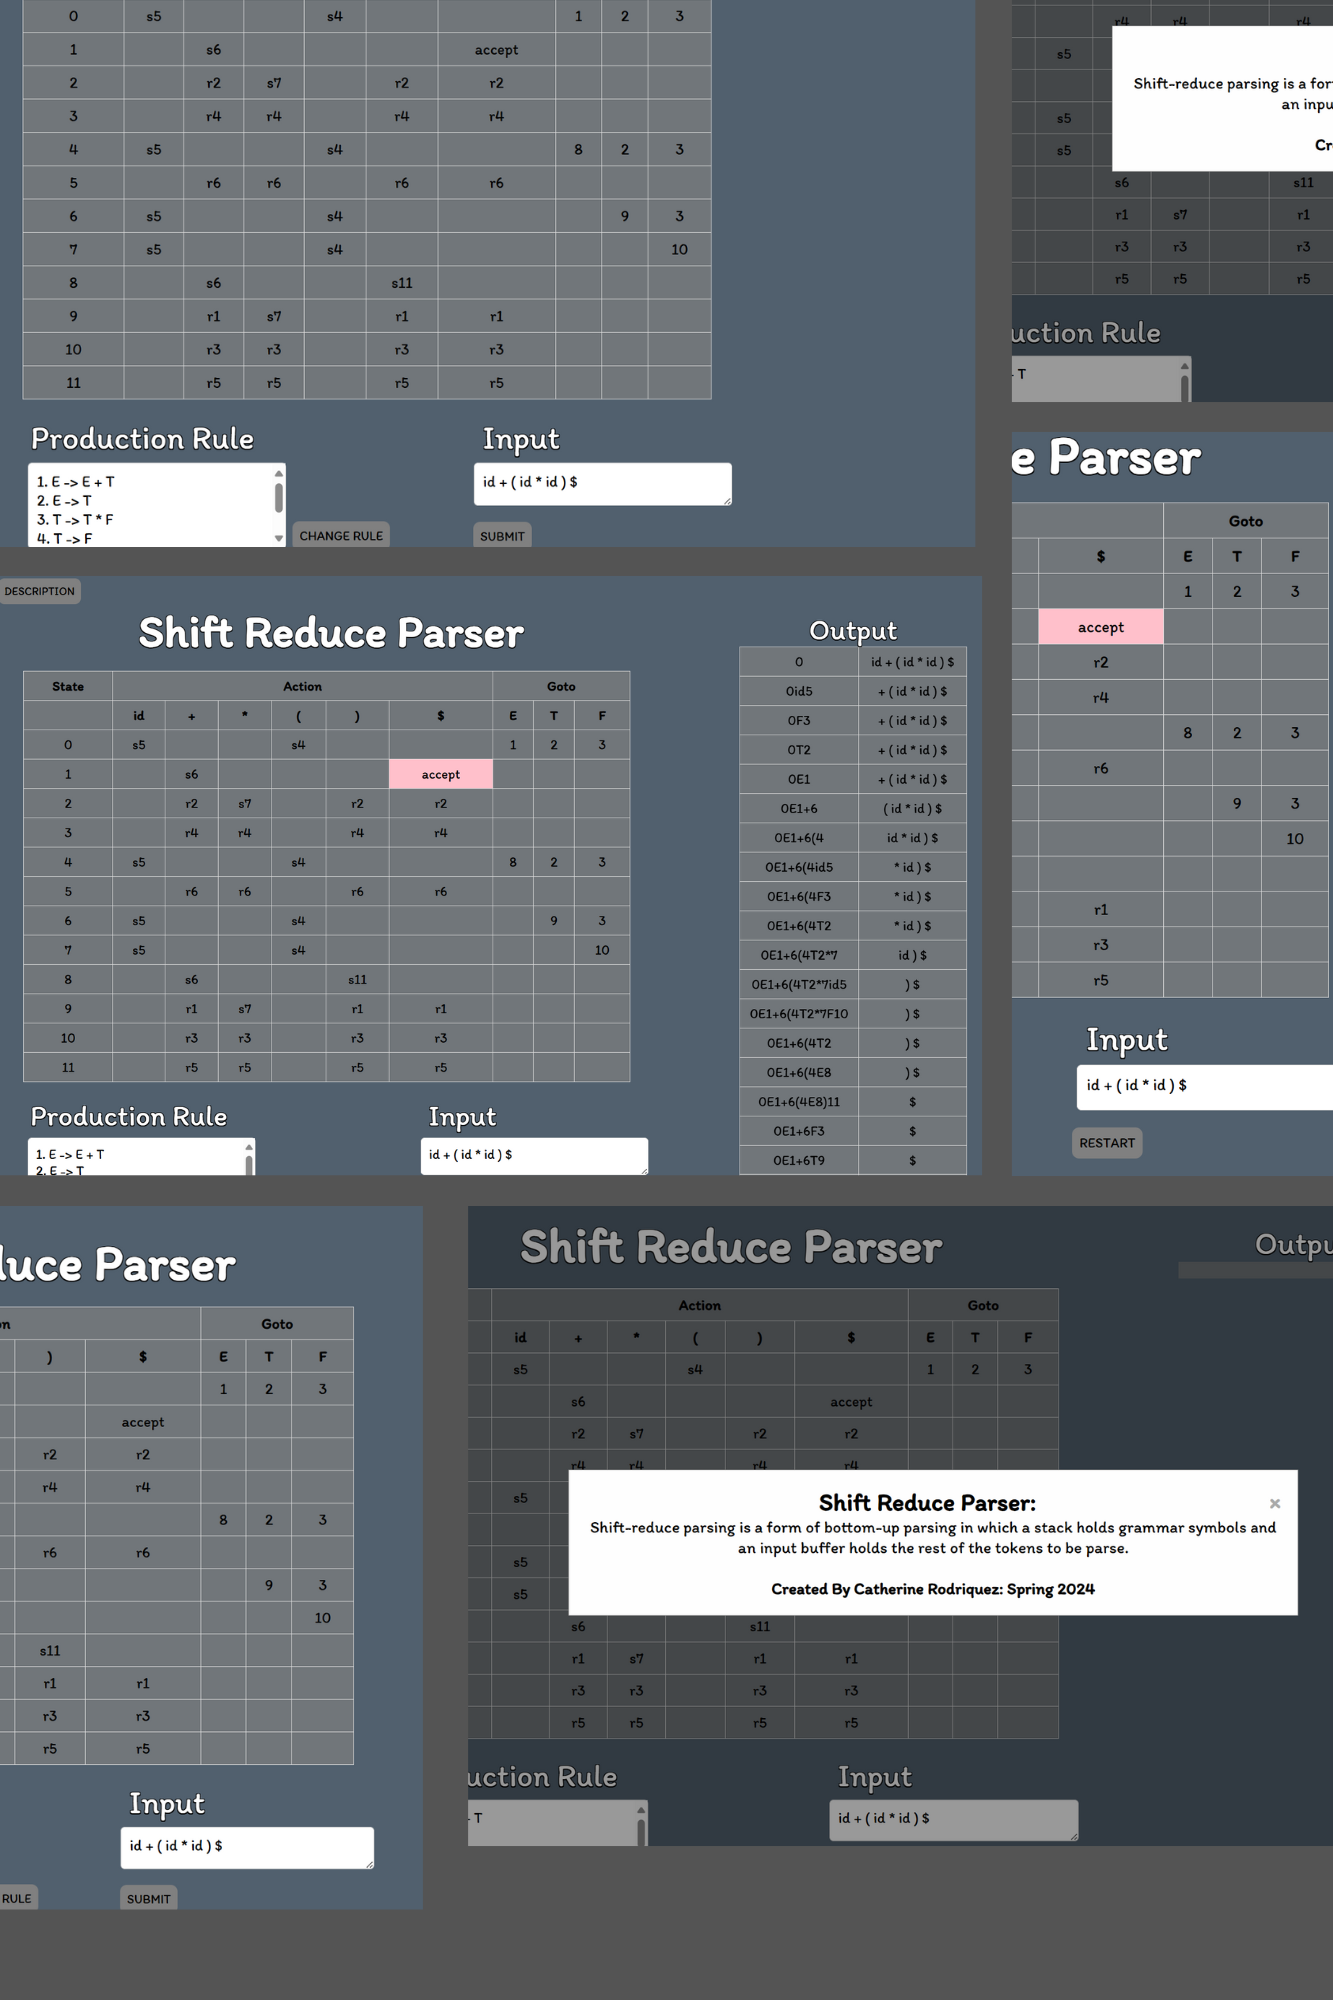 0 s5 s4 1 2 3
1 s6 accept
2 r2 s7 r2 r2
3 r4 r4 r4 r4
4 s5 s4 8 2 3
5 r6 r6 r6 r6
6 s5 s4 9 3
7 s5 s4 10
8 s6 s11
9 r1 s7 r1 r1
10 r3 r3 r3 r3
11 r5 r5 r5 r5
Production Rule
1. E -> E + T
2. E -> T
3. T -> T * F
4. T -> F
CHANGE RULE
Input
id + ( id * id ) $
SUBMIT
r4 r4 r4
s5
Shift-reduce parsing is a for
an inpu
s5
s5
Cr
s6 s11
r1 s7 r1
r3 r3 r3
r5 r5 r5
uction Rule
T
e Parser
Goto
$ E T F
1 2 3
accept
r2
r4
8 2 3
r6
9 3
10
r1
r3
r5
Input
id + ( id * id ) $
RESTART
DESCRIPTION
Shift Reduce Parser
State Action Goto
id + * ( ) $ E T F
0 s5 s4 1 2 3
1 s6 accept
2 r2 s7 r2 r2
3 r4 r4 r4 r4
4 s5 s4 8 2 3
5 r6 r6 r6 r6
6 s5 s4 9 3
7 s5 s4 10
8 s6 s11
9 r1 s7 r1 r1
10 r3 r3 r3 r3
11 r5 r5 r5 r5
Production Rule
1. E -> E + T
2. E -> T
Input
id + ( id * id ) $
Output
0 id + ( id * id ) $
0id5 + ( id * id ) $
0F3 + ( id * id ) $
0T2 + ( id * id ) $
0E1 + ( id * id ) $
0E1+6 ( id * id ) $
0E1+6(4 id * id ) $
0E1+6(4id5 * id ) $
0E1+6(4F3 * id ) $
0E1+6(4T2 * id ) $
0E1+6(4T2*7 id ) $
0E1+6(4T2*7id5 ) $
0E1+6(4T2*7F10 ) $
0E1+6(4T2 ) $
0E1+6(4E8 ) $
0E1+6(4E8)11 $
0E1+6F3 $
0E1+6T9 $
duce Parser
on Goto
) $ E T F
1 2 3
accept
r2 r2
r4 r4
8 2 3
r6 r6
9 3
10
s11
r1 r1
r3 r3
r5 r5
Input
id + ( id * id ) $
RULE
SUBMIT
Shift Reduce Parser
Outpu
Action Goto
id + * ( ) $ E T F
s5 s4 1 2 3
s6 accept
r2 s7 r2 r2
r4 r4 r4 r4
s5
s5
s5
Shift Reduce Parser:
×
Shift-reduce parsing is a form of bottom-up parsing in which a stack holds grammar symbols and
an input buffer holds the rest of the tokens to be parse.
Created By Catherine Rodriquez: Spring 2024
s6 s11
r1 s7 r1 r1
r3 r3 r3 r3
r5 r5 r5 r5
uction Rule
T
Input
id + ( id * id ) $